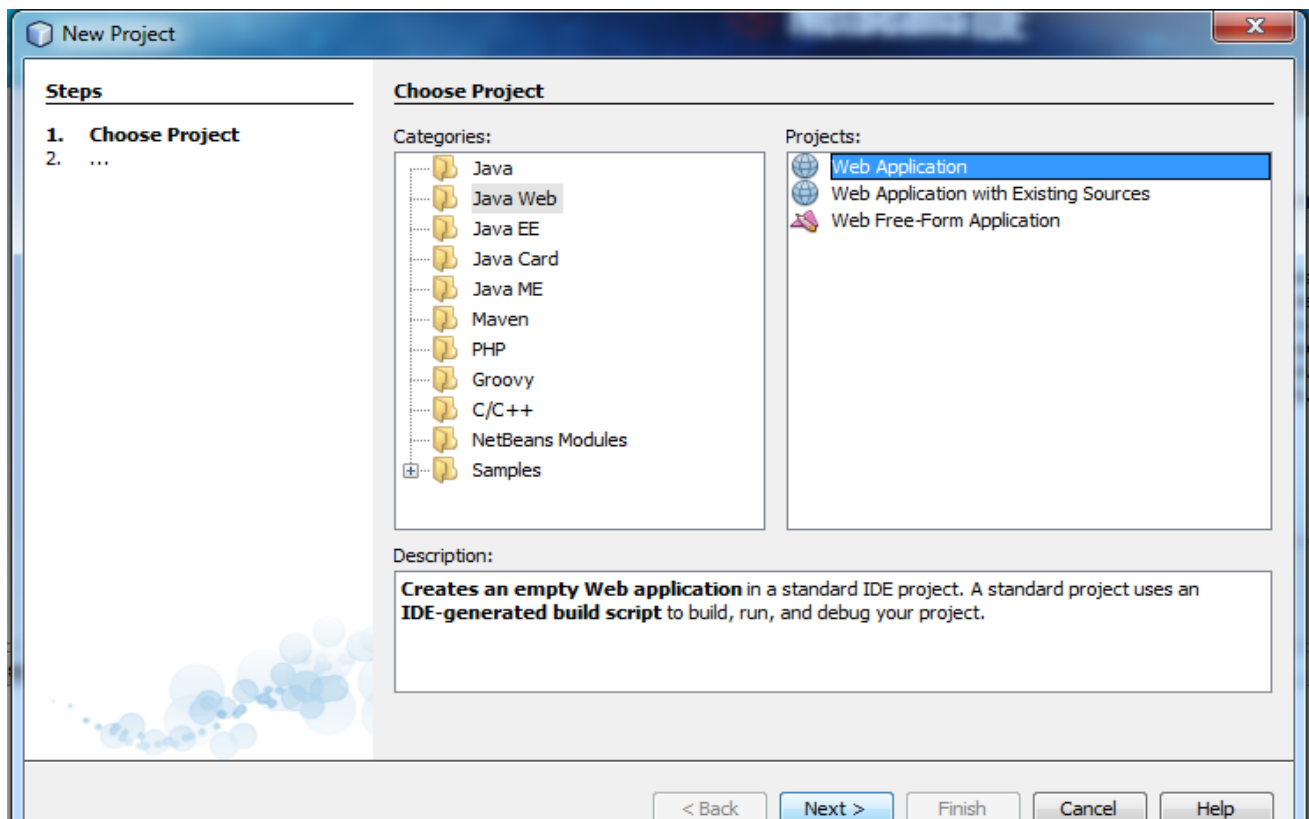 New Project
Steps
1. Choose Project
2. ...
Choose Project
Categories:
Java
Java Web
Java EE
Java Card
Java ME
Maven
PHP
Groovy
C/C++
NetBeans Modules
Samples
Projects:
Web Application
Web Application with Existing Sources
Web Free-Form Application
Description:
Creates an empty Web application in a standard IDE project. A standard project uses an
IDE-generated build script to build, run, and debug your project.
< Back Next > Finish Cancel Help